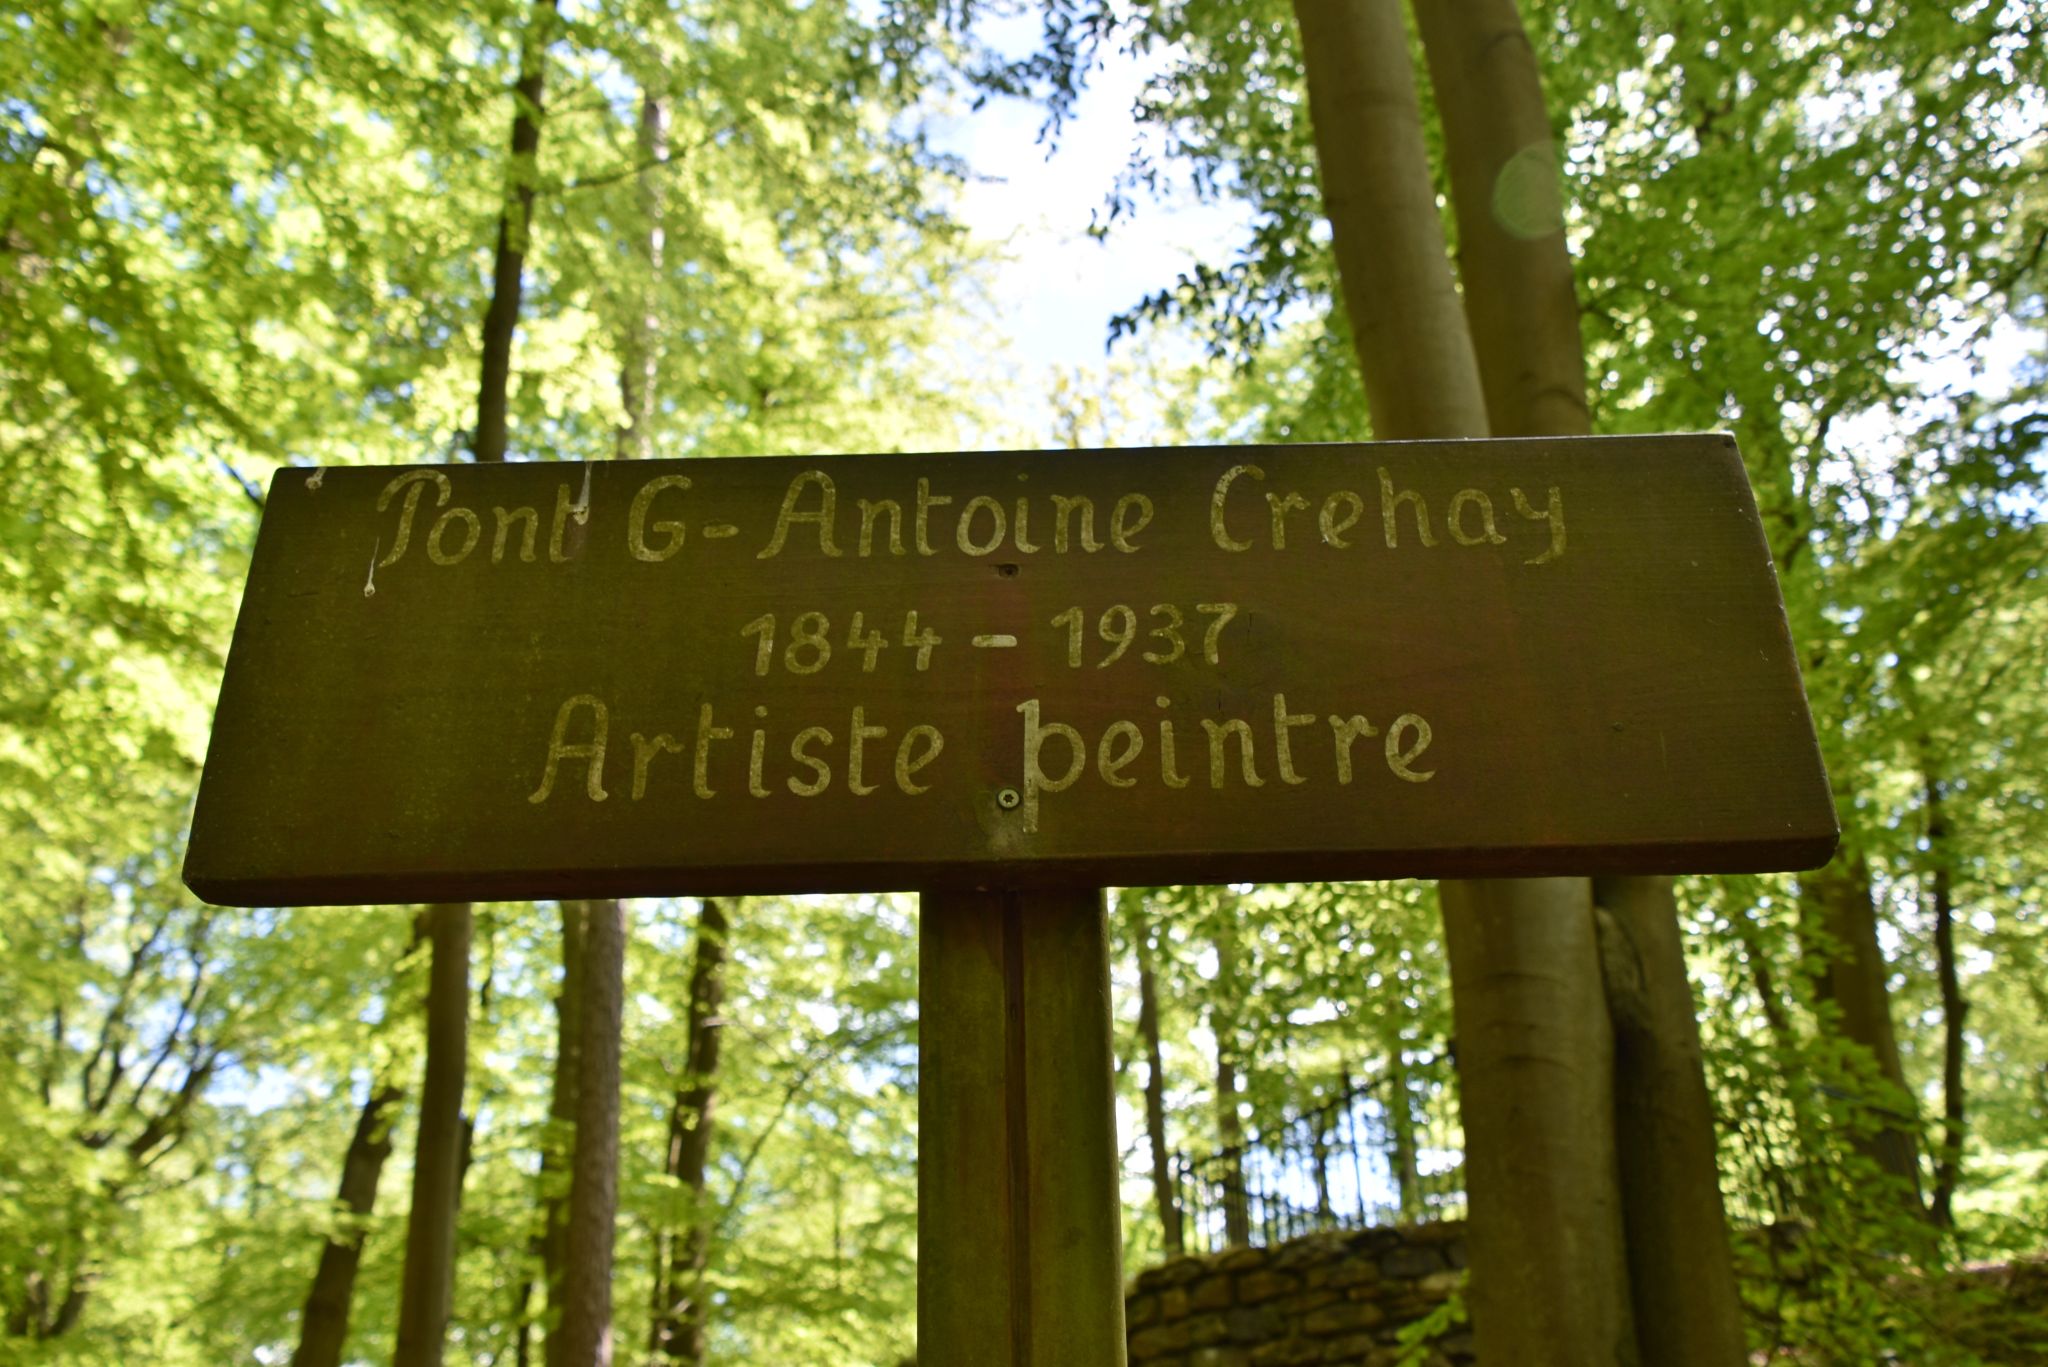 Pont G-Antoine Crehay
1844 - 1937
Artiste peintre